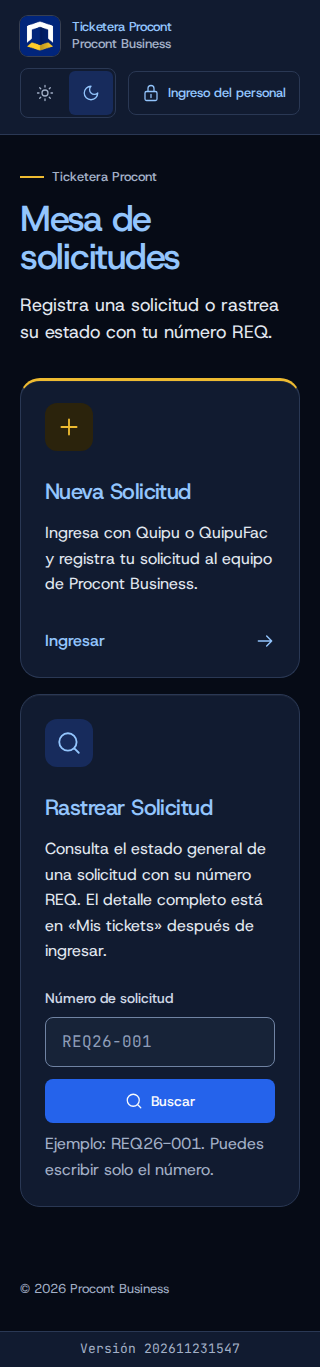 Ticketera Procont
Procont Business
Ingreso del personal
Ticketera Procont
Mesa de
solicitudes
Registra una solicitud o rastrea
su estado con tu número REQ.
Nueva Solicitud
Ingresa con Quipu o QuipuFac
y registra tu solicitud al equipo
de Procont Business.
Ingresar
Rastrear Solicitud
Consulta el estado general de
una solicitud con su número
REQ. El detalle completo está
en «Mis tickets» después de
ingresar.
Número de solicitud
REQ26-001
Buscar
Ejemplo: REQ26-001. Puedes
escribir solo el número.
© 2026 Procont Business
Versión 202611231547